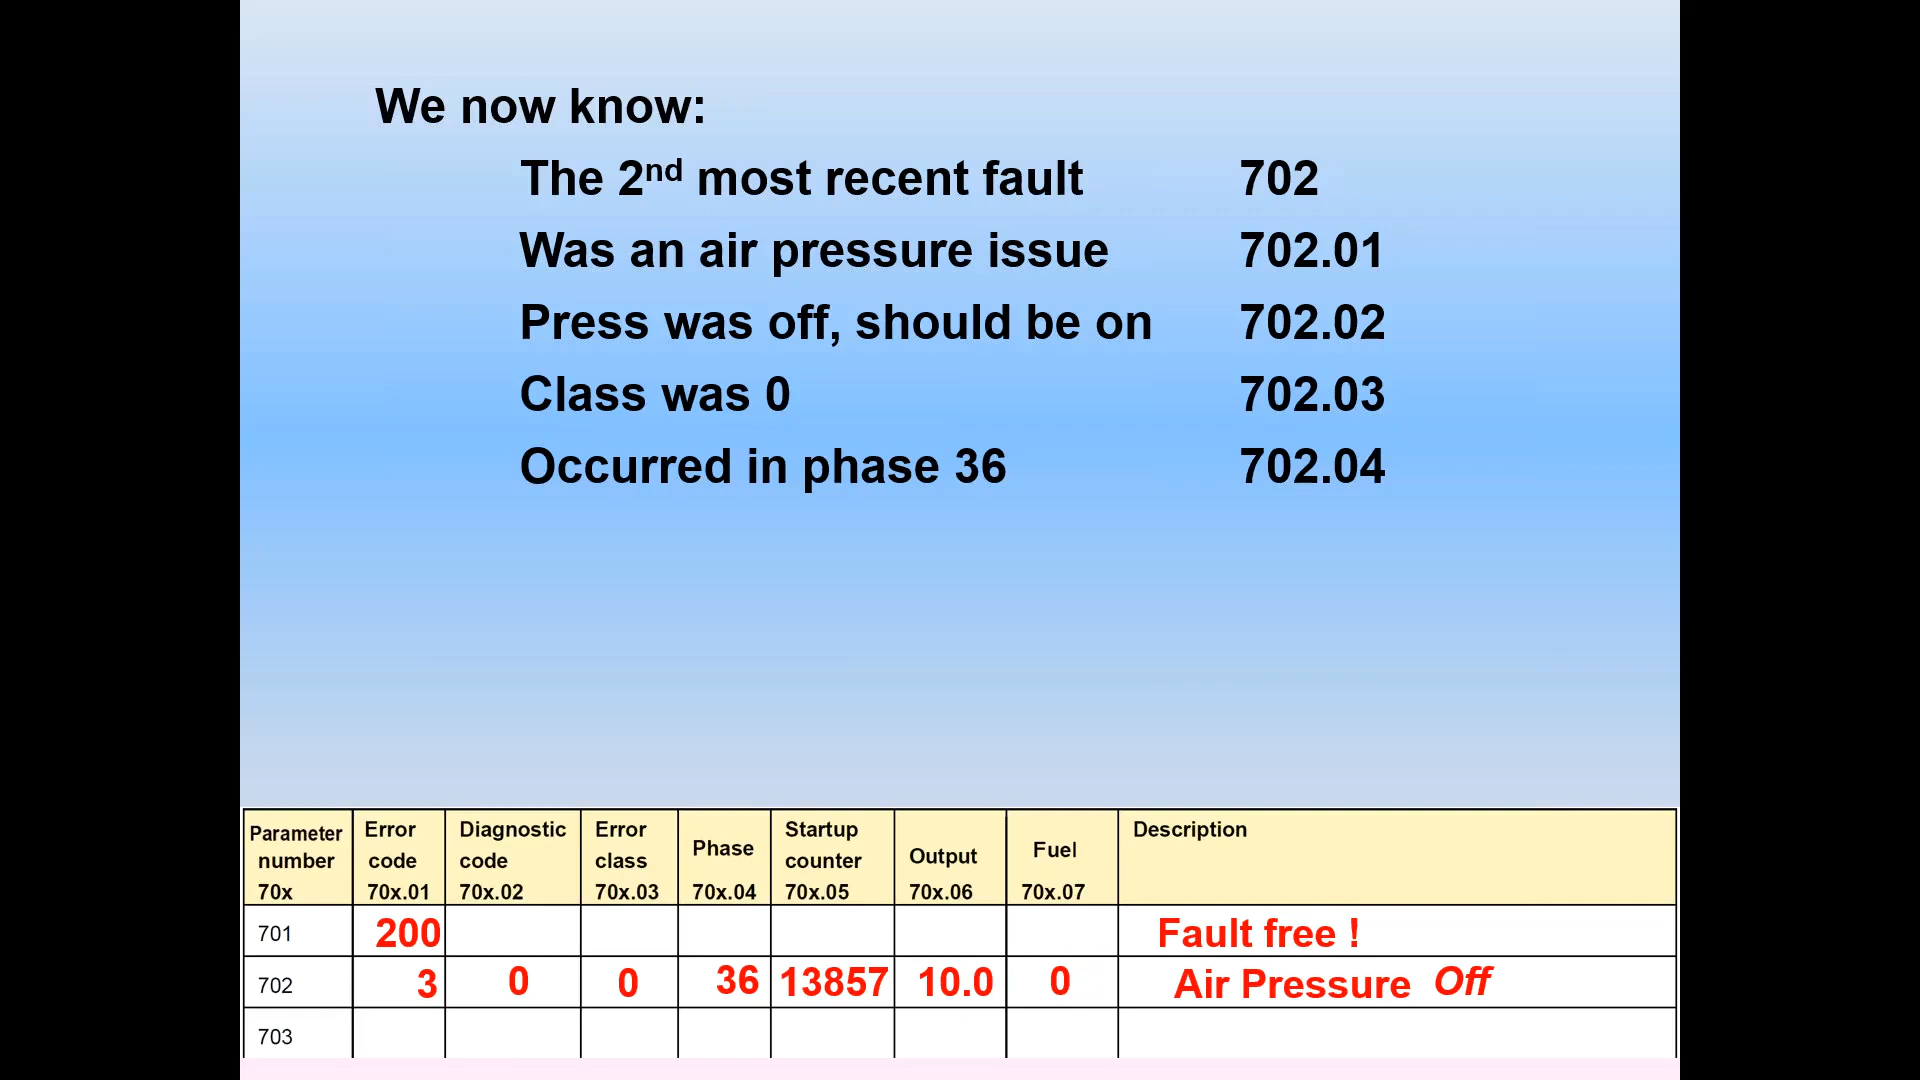 We now know:
The 2nd most recent fault 702
Was an air pressure issue 702.01
Press was off, should be on 702.02
Class was 0 702.03
Occurred in phase 36 702.04
Parameter number 70x Error code 70x.01 Diagnostic code 70x.02 Error class 70x.03 Phase 70x.04 Startup counter 70x.05 Output 70x.06 Fuel 70x.07 Description
701 200 Fault free !
702 3 0 0 36 13857 10.0 0 Air Pressure Off
703